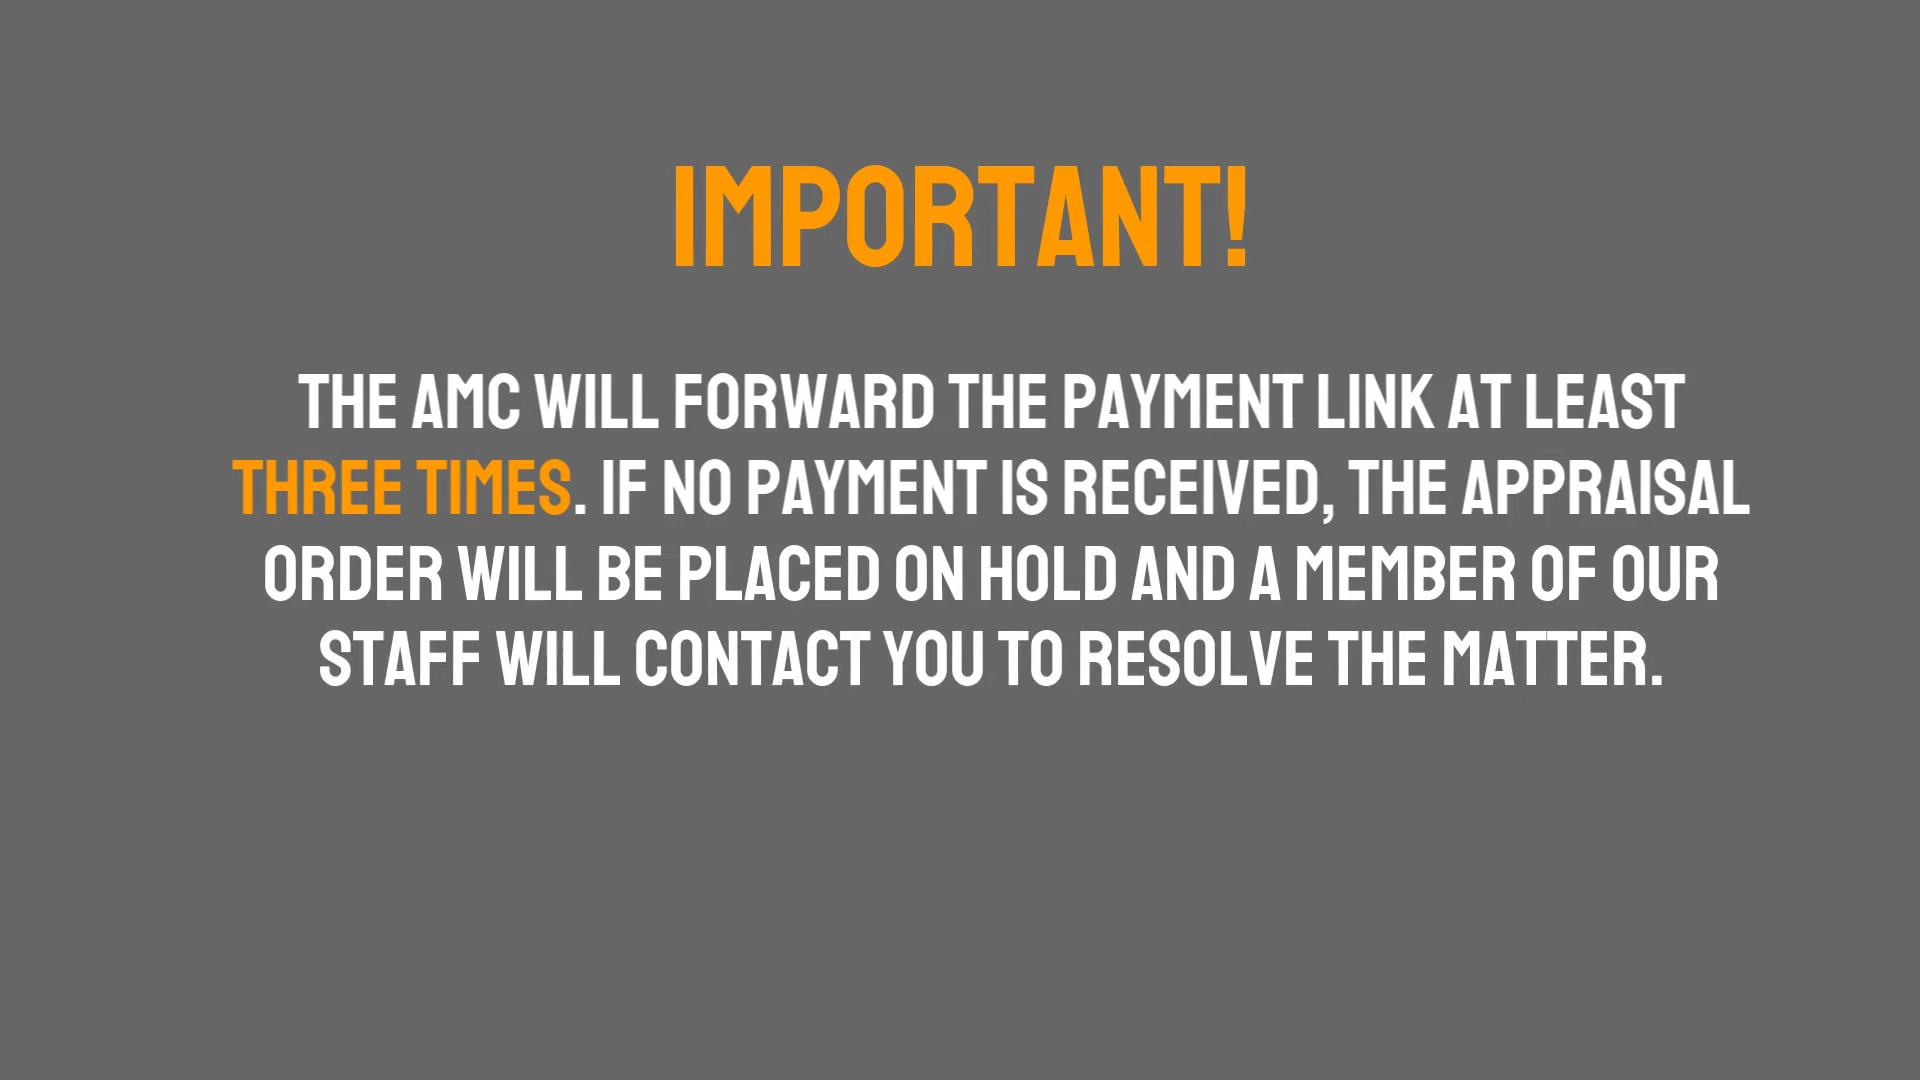 IMPORTANT!
THE AMC WILL FORWARD THE PAYMENT LINK AT LEAST
THREE TIMES. IF NO PAYMENT IS RECEIVED, THE APPRAISAL
ORDER WILL BE PLACED ON HOLD AND A MEMBER OF OUR
STAFF WILL CONTACT YOU TO RESOLVE THE MATTER.